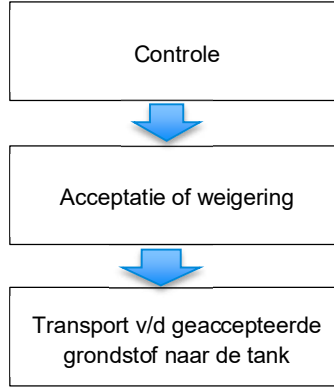 Controle
Acceptatie of weigering
Transport v/d geaccepteerde
grondstof naar de tank